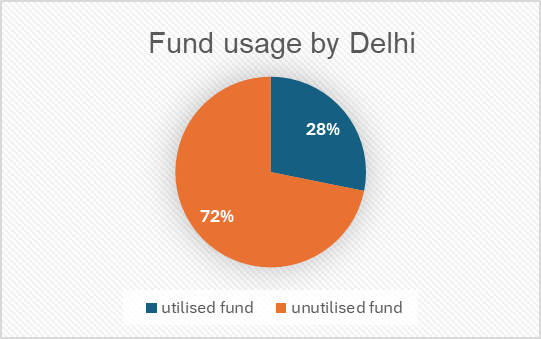 Fund usage by Delhi
28%
72%
utilised fund unutilised fund